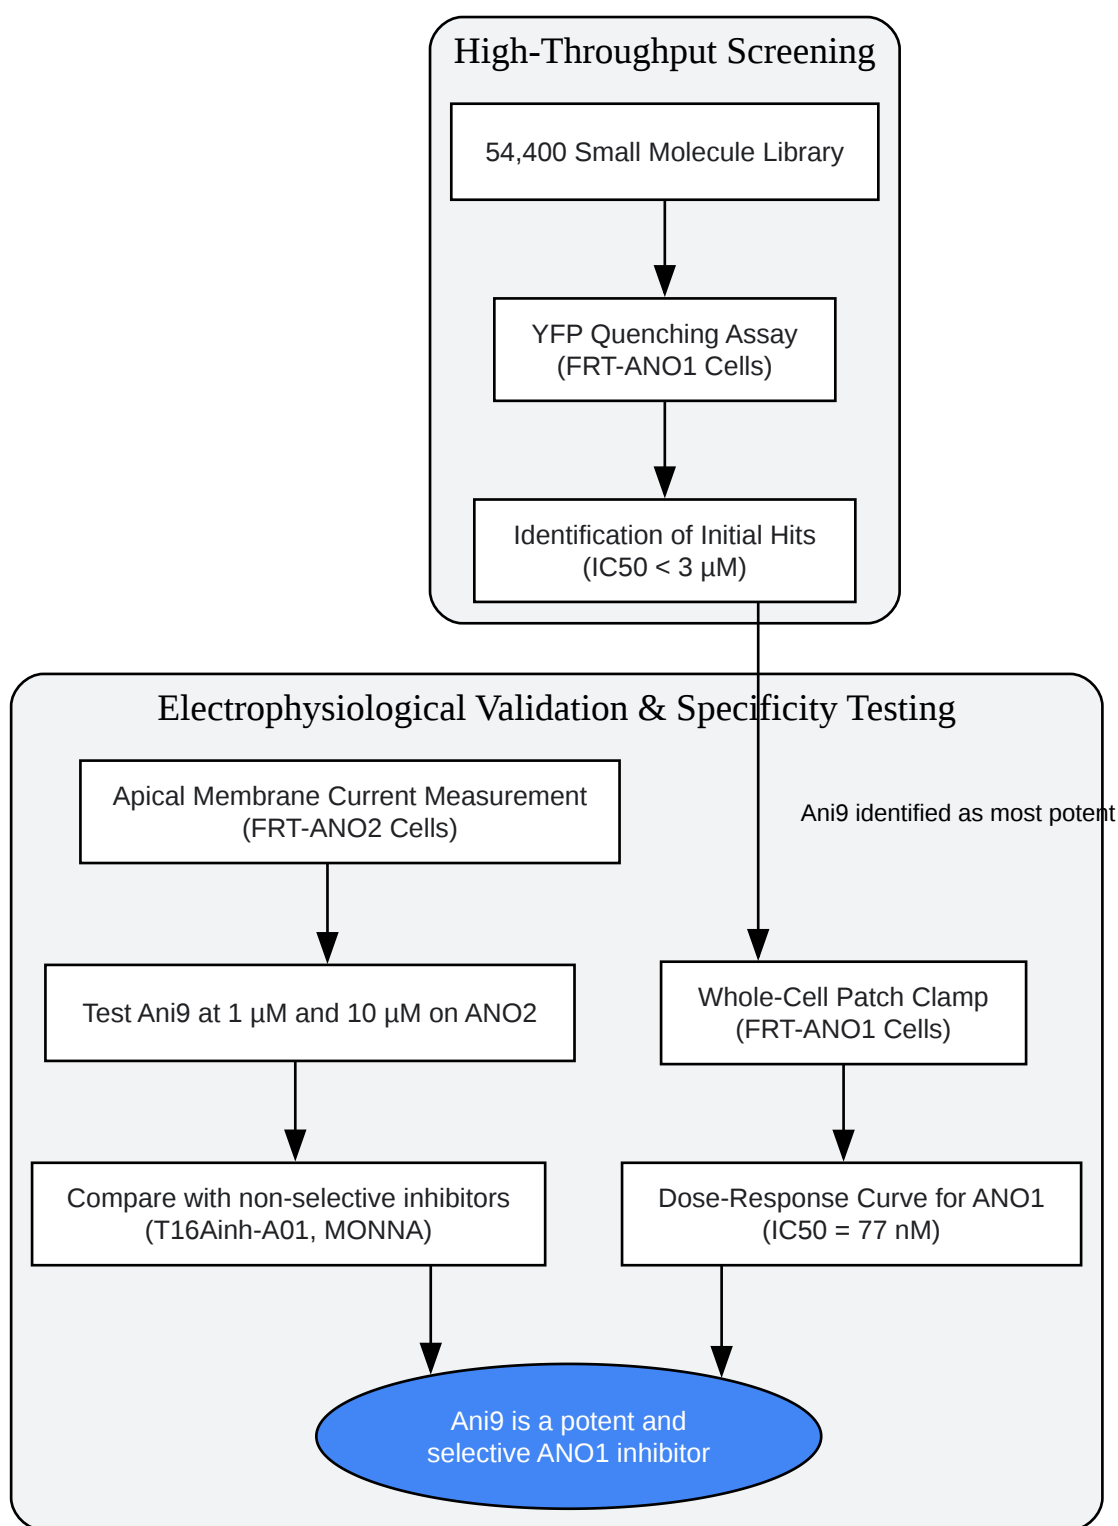 High-Throughput Screening
54,400 Small Molecule Library
YFP Quenching Assay
(FRT-ANO1 Cells)
Identification of Initial Hits
(IC50 < 3 µM)
Electrophysiological Validation & Specificity Testing
Apical Membrane Current Measurement
(FRT-ANO2 Cells)
Ani9 identified as most potent
Test Ani9 at 1 µM and 10 µM on ANO2
Whole-Cell Patch Clamp
(FRT-ANO1 Cells)
Compare with non-selective inhibitors
(T16Ainh-A01, MONNA)
Dose-Response Curve for ANO1
(IC50 = 77 nM)
Ani9 is a potent and
selective ANO1 inhibitor